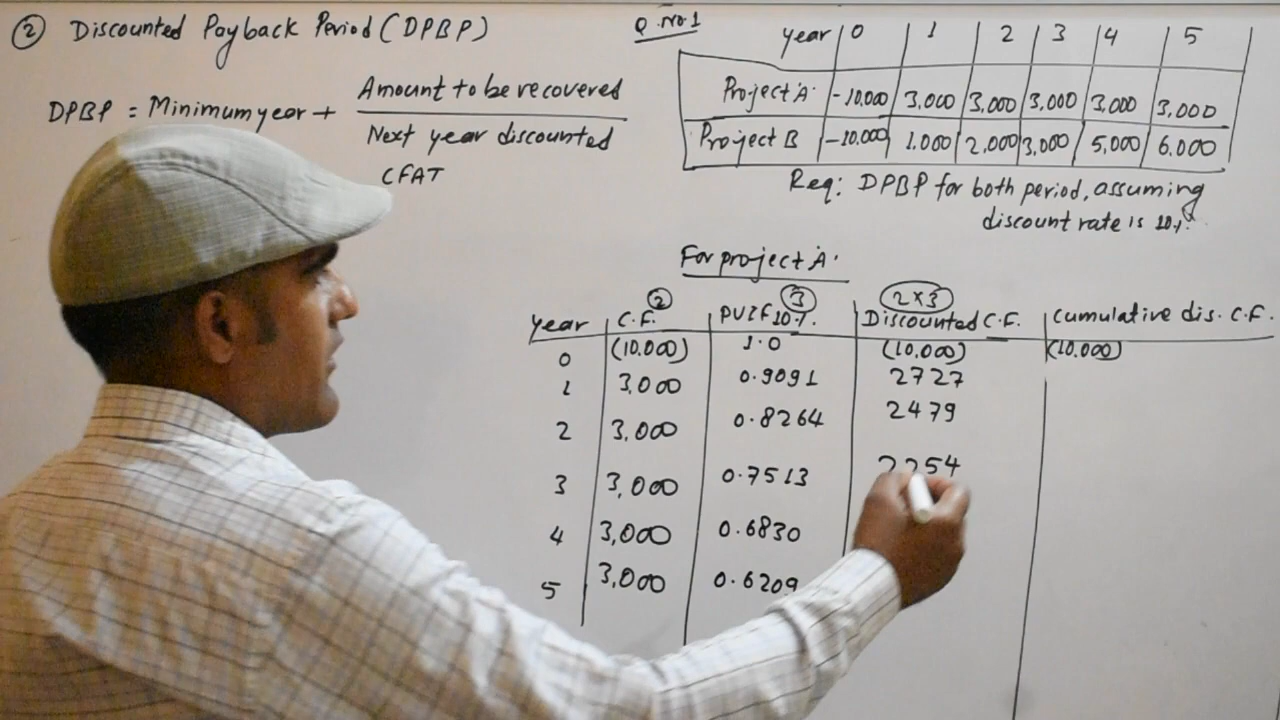 ② Discounted Payback Period (DPBP)
DPBP = Minimum year + Amount to be recovered
Next year discounted
CFAT
Q.No.1
year 0 1 2 3 4 5
Project A. -10,000 3,000 3,000 3,000 3,000 3,000
Project B -10,000 1.000 2,000 3,000 5,000 6.000
Req: DPBP for both period, assuming
discount rate is 10%.
For project A.
② ③ 2×3
year C.F. PVIF 10%. Discounted C.F. Cumulative dis. C.F.
0 (10.000) 1.0 (10,000) (10.000)
1 3,000 0.9091 2727
2 3,000 0.8264 2479
3 3,000 0.7513 2254
4 3,000 0.6830
5 3,000 0.6209